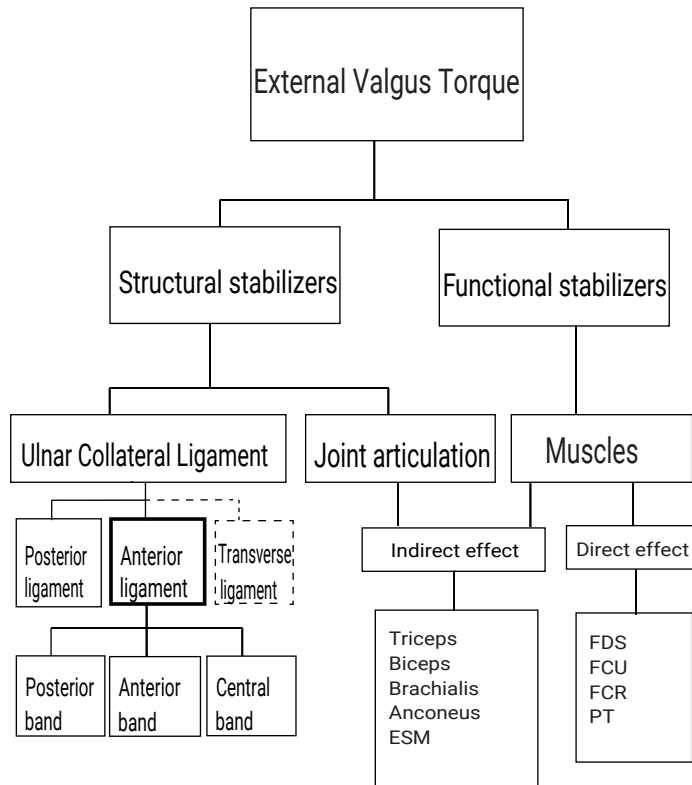 External Valgus Torque
Structural stabilizers
Functional stabilizers
Ulnar Collateral Ligament
Joint articulation
Muscles
Posterior
ligament
Anterior
ligament
Transverse
ligament
Indirect effect
Direct effect
Posterior
band
Anterior
band
Central
band
Triceps
Biceps
Brachialis
Anconeus
ESM
FDS
FCU
FCR
PT